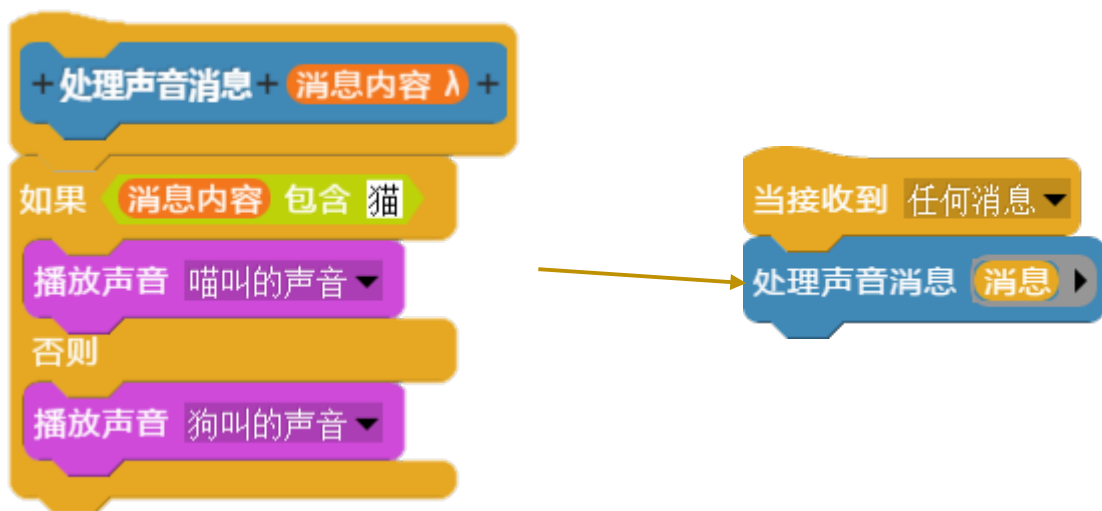 +处理声音消息+ 消息内容 λ +
如果 消息内容 包含 猫
播放声音 喵叫的声音
否则
播放声音 狗叫的声音
当接收到 任何消息
处理声音消息 消息